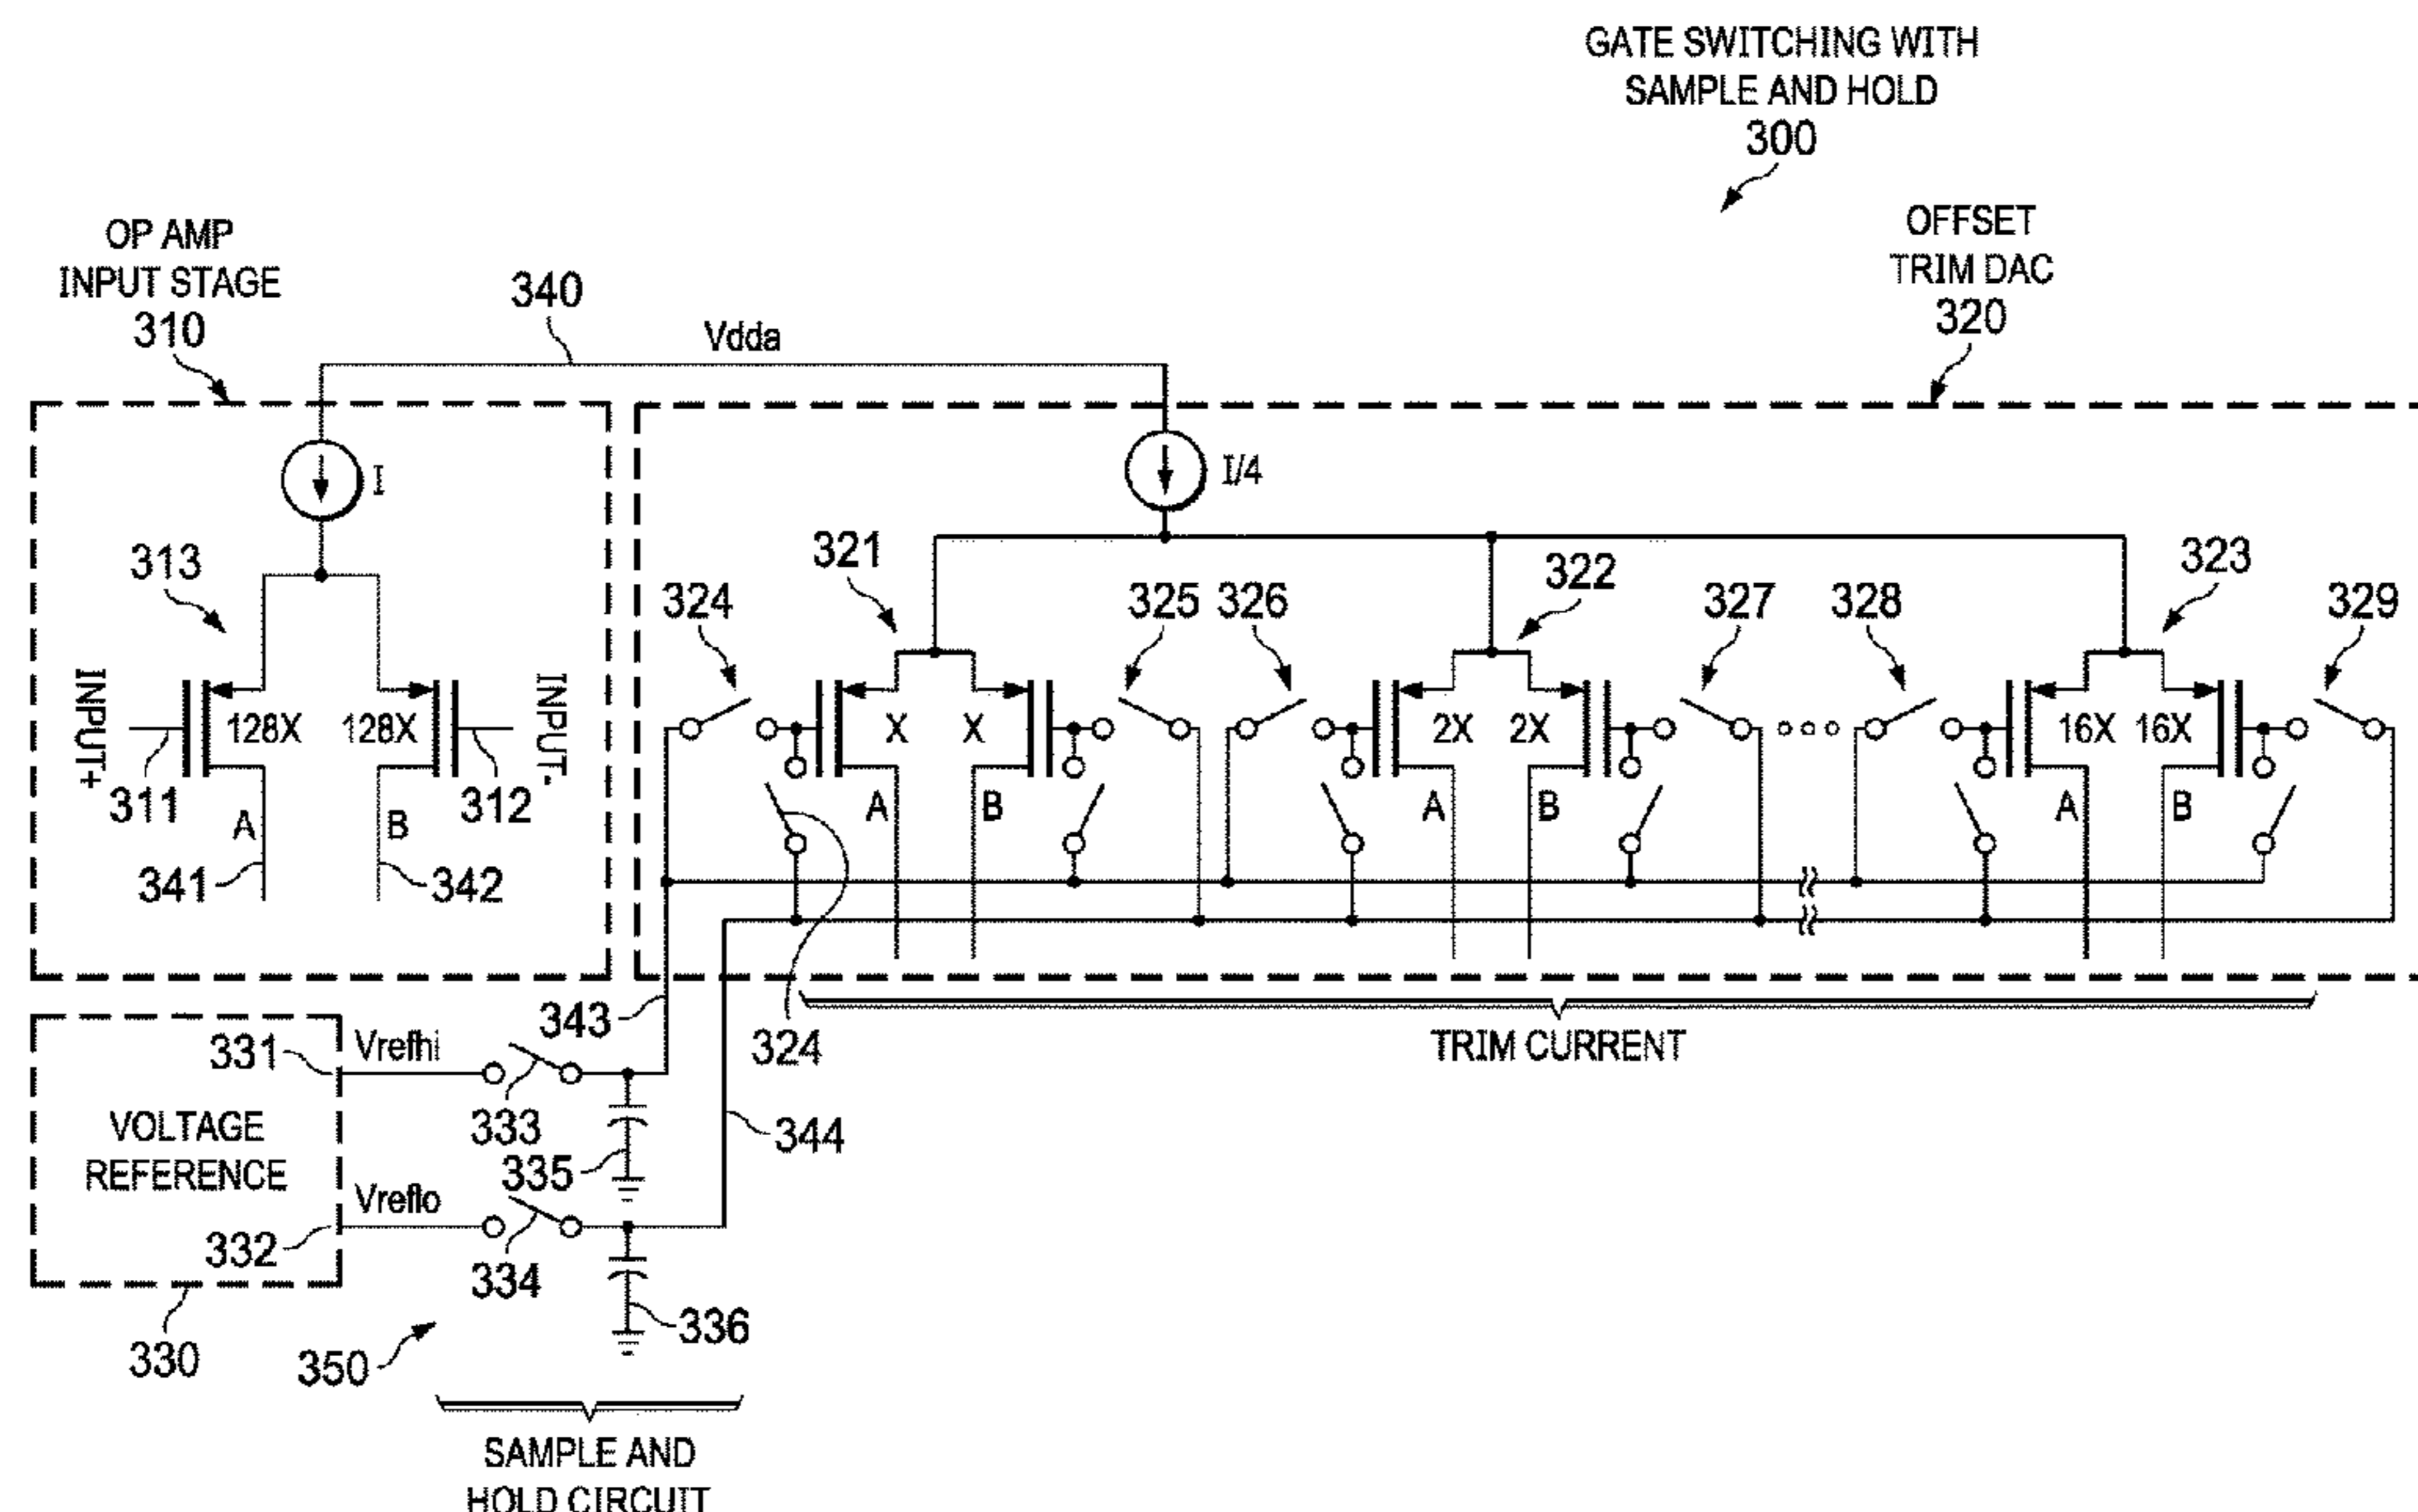 GATE SWITCHING WITH
SAMPLE AND HOLD
300
OP AMP
INPUT STAGE
310
340
Vdda
OFFSET
TRIM DAC
320
I
I/4
313
321
322
323
324
325
326
327
328
329
INPUT+
INPUT-
128X
128X
X
X
2X
2X
16X
16X
311
312
A
B
A
B
A
B
A
B
341
342
343
324
TRIM CURRENT
331
Vrefhi
333
335
344
VOLTAGE
REFERENCE
332
Vreflo
334
336
330
350
SAMPLE AND
HOLD CIRCUIT